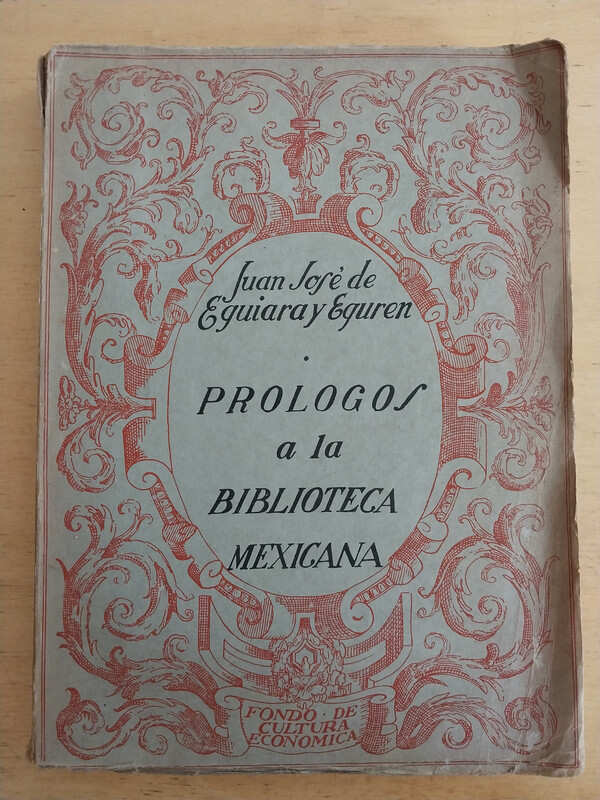 Juan José de
Eguiara y Eguren
·
PROLOGOS
a la
BIBLIOTECA
MEXICANA
FONDO · DE
CULTURA
ECONOMICA